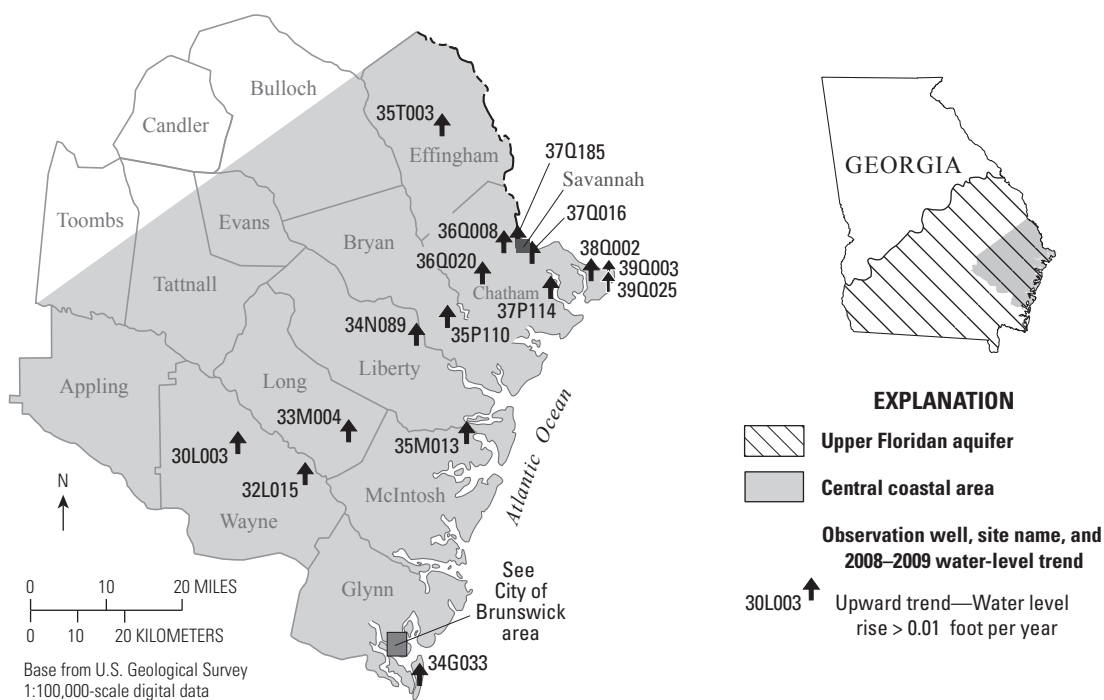 Bulloch
Candler
35T003
Effingham
37Q185
Savannah
37Q016
Toombs
Evans
Bryan
36Q008
38Q002
36Q020
39Q003
39Q025
Chatham
37P114
Tattnall
34N089
35P110
Liberty
Appling
Long
33M004
30L003
35M013
32L015
McIntosh
Wayne
Atlantic Ocean
N
Glynn
See
City of
Brunswick
area
34G033
0 10 20 MILES
0 10 20 KILOMETERS
Base from U.S. Geological Survey
1:100,000-scale digital data
GEORGIA
EXPLANATION
Upper Floridan aquifer
Central coastal area
Observation well, site name, and
2008–2009 water-level trend
30L003 Upward trend—Water level
rise > 0.01 foot per year